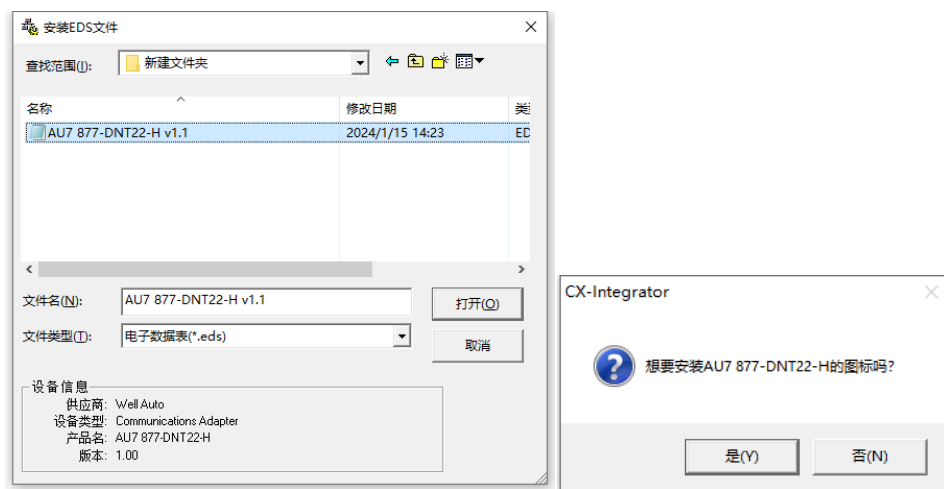 安装EDS文件
查找范围(I):
新建文件夹
名称
修改日期
AU7 877-DNT22-H v1.1
2024/1/15 14:23
ED
文件名(N):
AU7 877-DNT22-H v1.1
打开(O)
文件类型(T):
电子数据表(*.eds)
取消
设备信息
供应商: Well Auto
设备类型: Communications Adapter
产品名: AU7 877-DNT22-H
版本: 1.00
CX-Integrator
想要安装AU7 877-DNT22-H的图标吗?
是(Y)
否(N)